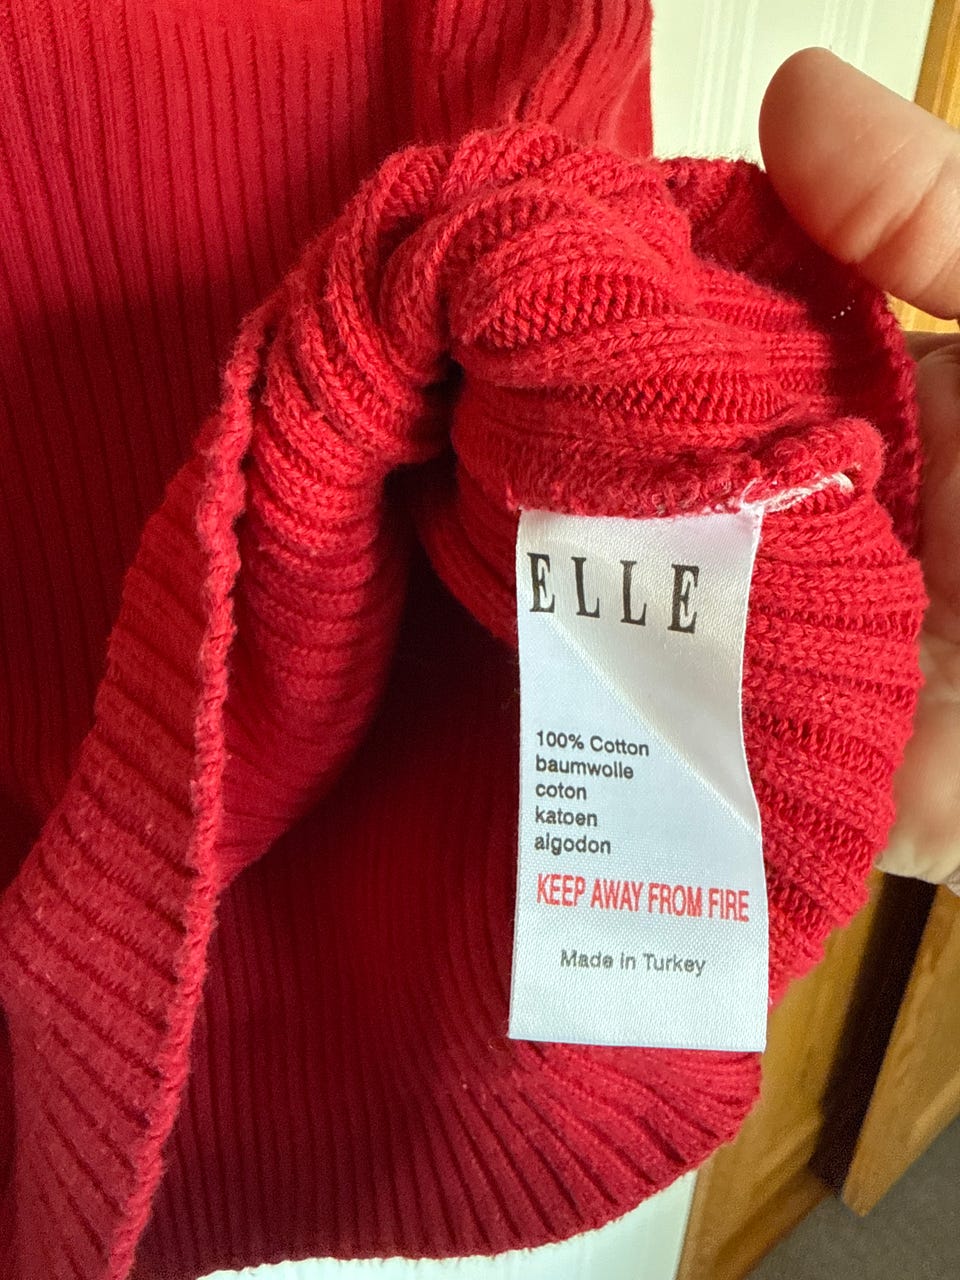 ELLE
100% Cotton
baumwolle
coton
katoen
algodon
KEEP AWAY FROM FIRE
Made in Turkey